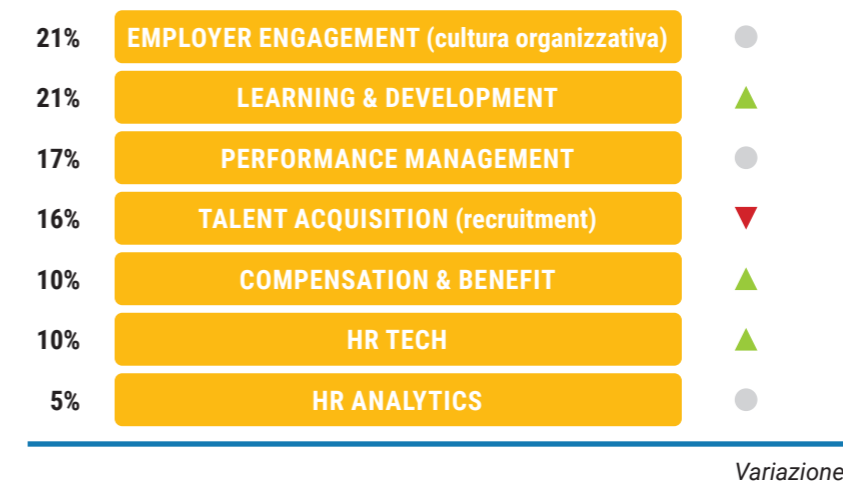 21% EMPLOYER ENGAGEMENT (cultura organizzativa)
21% LEARNING & DEVELOPMENT
17% PERFORMANCE MANAGEMENT
16% TALENT ACQUISITION (recruitment)
10% COMPENSATION & BENEFIT
10% HR TECH
5% HR ANALYTICS
Variazione